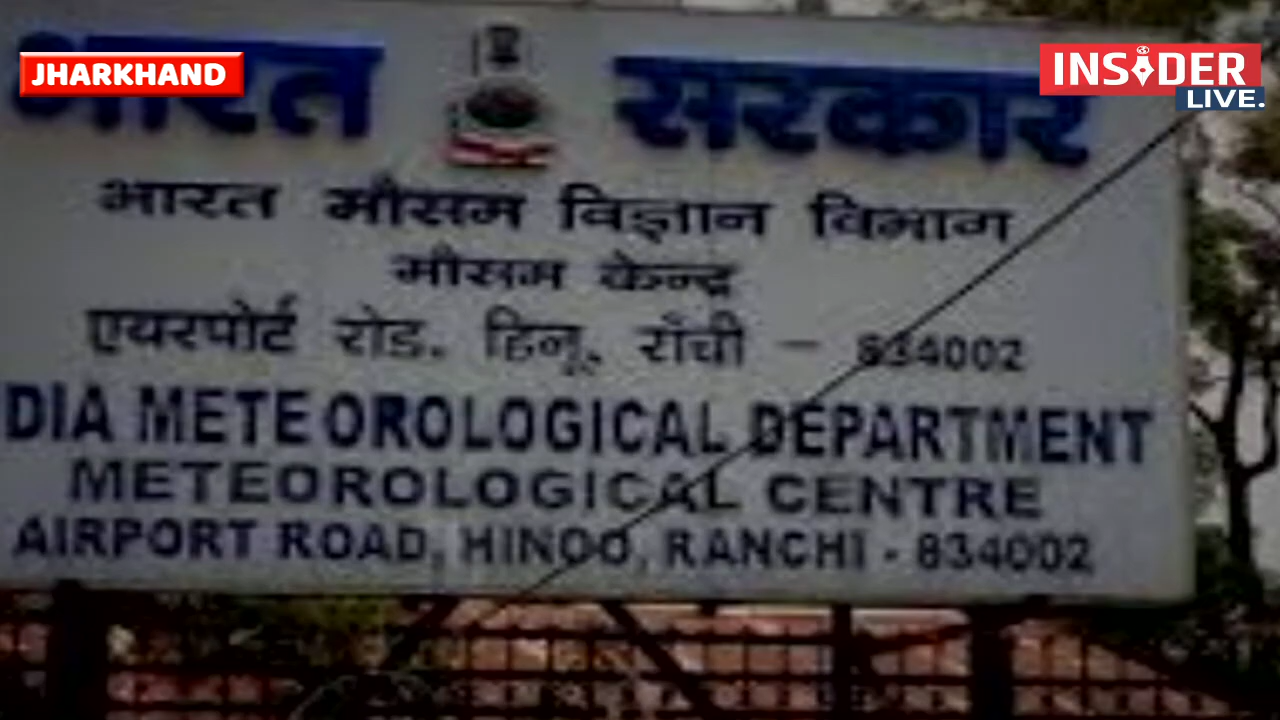 JHARKHAND
INSIDER
LIVE.
भारत सरकार
भारत मौसम विज्ञान विभाग
मौसम केन्द्र
एयरपोर्ट रोड, हिनू, राँची - 834002
DIA METEOROLOGICAL DEPARTMENT
METEOROLOGICAL CENTRE
AIRPORT ROAD, HINOO, RANCHI - 834002